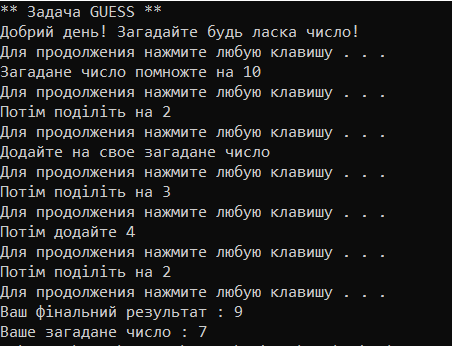 ** Задача GUESS **
Добрий день! Загадайте будь ласка число!
Для продолжения нажмите любую клавишу . . .
Загадане число помножте на 10
Для продолжения нажмите любую клавишу . . .
Потім поділіть на 2
Для продолжения нажмите любую клавишу . . .
Додайте на свое загадане число
Для продолжения нажмите любую клавишу . . .
Потім поділіть на 3
Для продолжения нажмите любую клавишу . . .
Потім додайте 4
Для продолжения нажмите любую клавишу . . .
Потім поділіть на 2
Для продолжения нажмите любую клавишу . . .
Ваш фінальний результат : 9
Ваше загадане число : 7